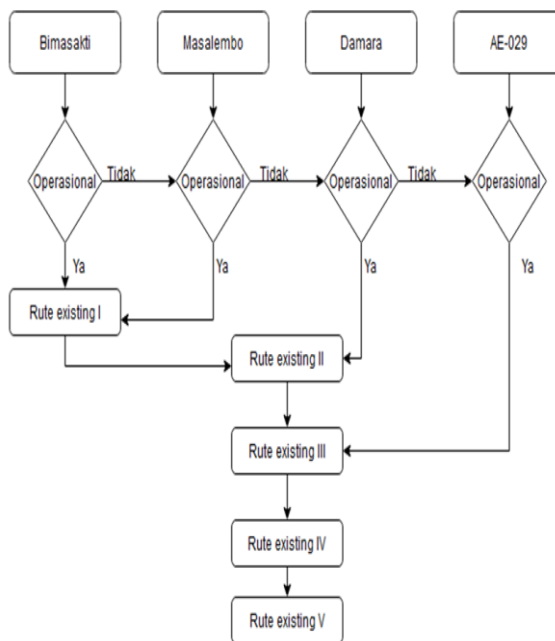 Bimasakti
Masalembo
Damara
AE-029
Operasional
Tidak
Operasional
Tidak
Operasional
Tidak
Operasional
Ya
Ya
Ya
Ya
Rute existing I
Rute existing II
Rute existing III
Rute existing IV
Rute existing V